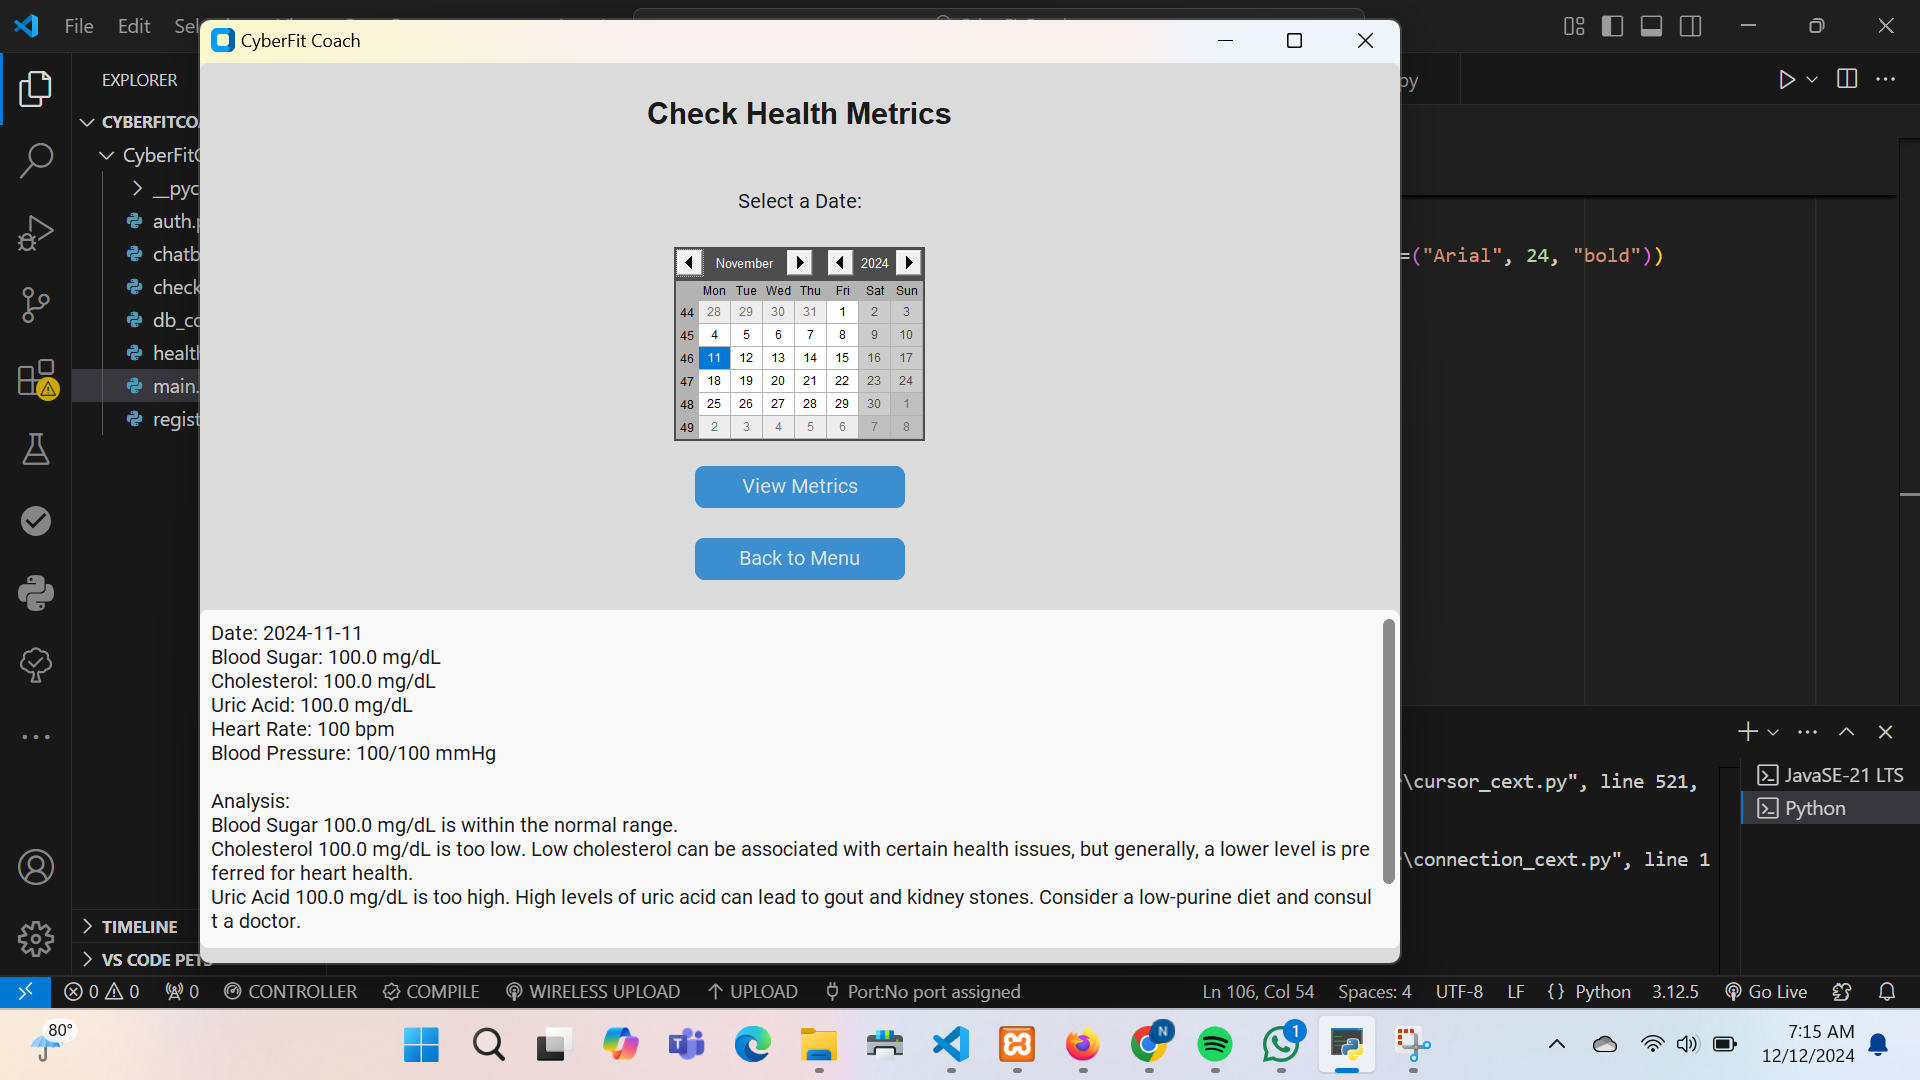 File Edit
CyberFit Coach
py
EXPLORER
Check Health Metrics
Select a Date:
November 2024
Mon Tue Wed Thu Fri Sat Sun
44 28 29 30 31 1 2 3
45 4 5 6 7 8 9 10
46 11 12 13 14 15 16 17
47 18 19 20 21 22 23 24
48 25 26 27 28 29 30 1
49 2 3 4 5 6 7 8
View Metrics
Back to Menu
Date: 2024-11-11
Blood Sugar: 100.0 mg/dL
Cholesterol: 100.0 mg/dL
Uric Acid: 100.0 mg/dL
Heart Rate: 100 bpm
Blood Pressure: 100/100 mmHg
Analysis:
Blood Sugar 100.0 mg/dL is within the normal range.
Cholesterol 100.0 mg/dL is too low. Low cholesterol can be associated with certain health issues, but generally, a lower level is pre
ferred for heart health.
Uric Acid 100.0 mg/dL is too high. High levels of uric acid can lead to gout and kidney stones. Consider a low-purine diet and consul
t a doctor.
CYBERFITCO
CyberFitC
__pyc
auth.p
chatb
check
db_co
health
main.
regist
TIMELINE
VS CODE PETS
=("Arial", 24, "bold"))
\cursor_cext.py", line 521,
\connection_cext.py", line 1
JavaSE-21 LTS
Python
0 0 0 CONTROLLER COMPILE WIRELESS UPLOAD UPLOAD Port:No port assigned Ln 106, Col 54 Spaces: 4 UTF-8 LF {} Python 3.12.5 Go Live
80°
N
1
7:15 AM
12/12/2024